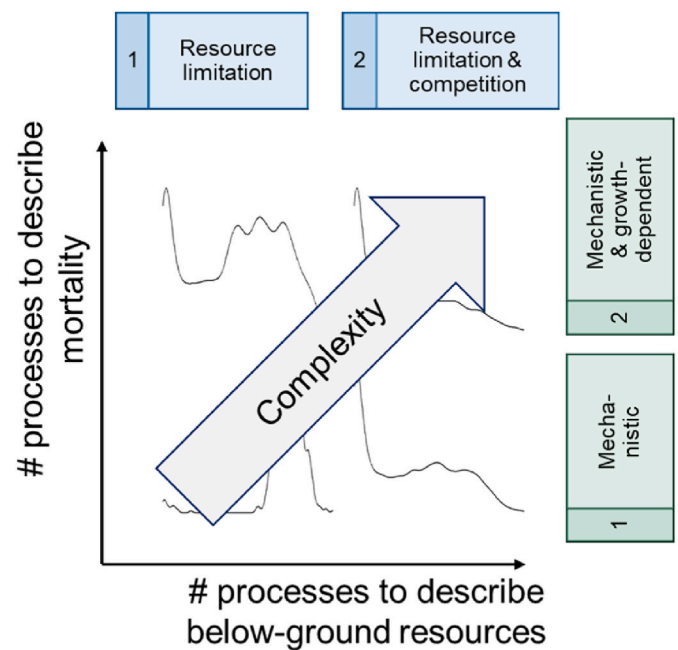 1
Resource
limitation
2
Resource
limitation &
competition
# processes to describe
mortality
Complexity
Mechanistic
& growth-
dependent
2
Mecha-
nistic
1
# processes to describe
below-ground resources